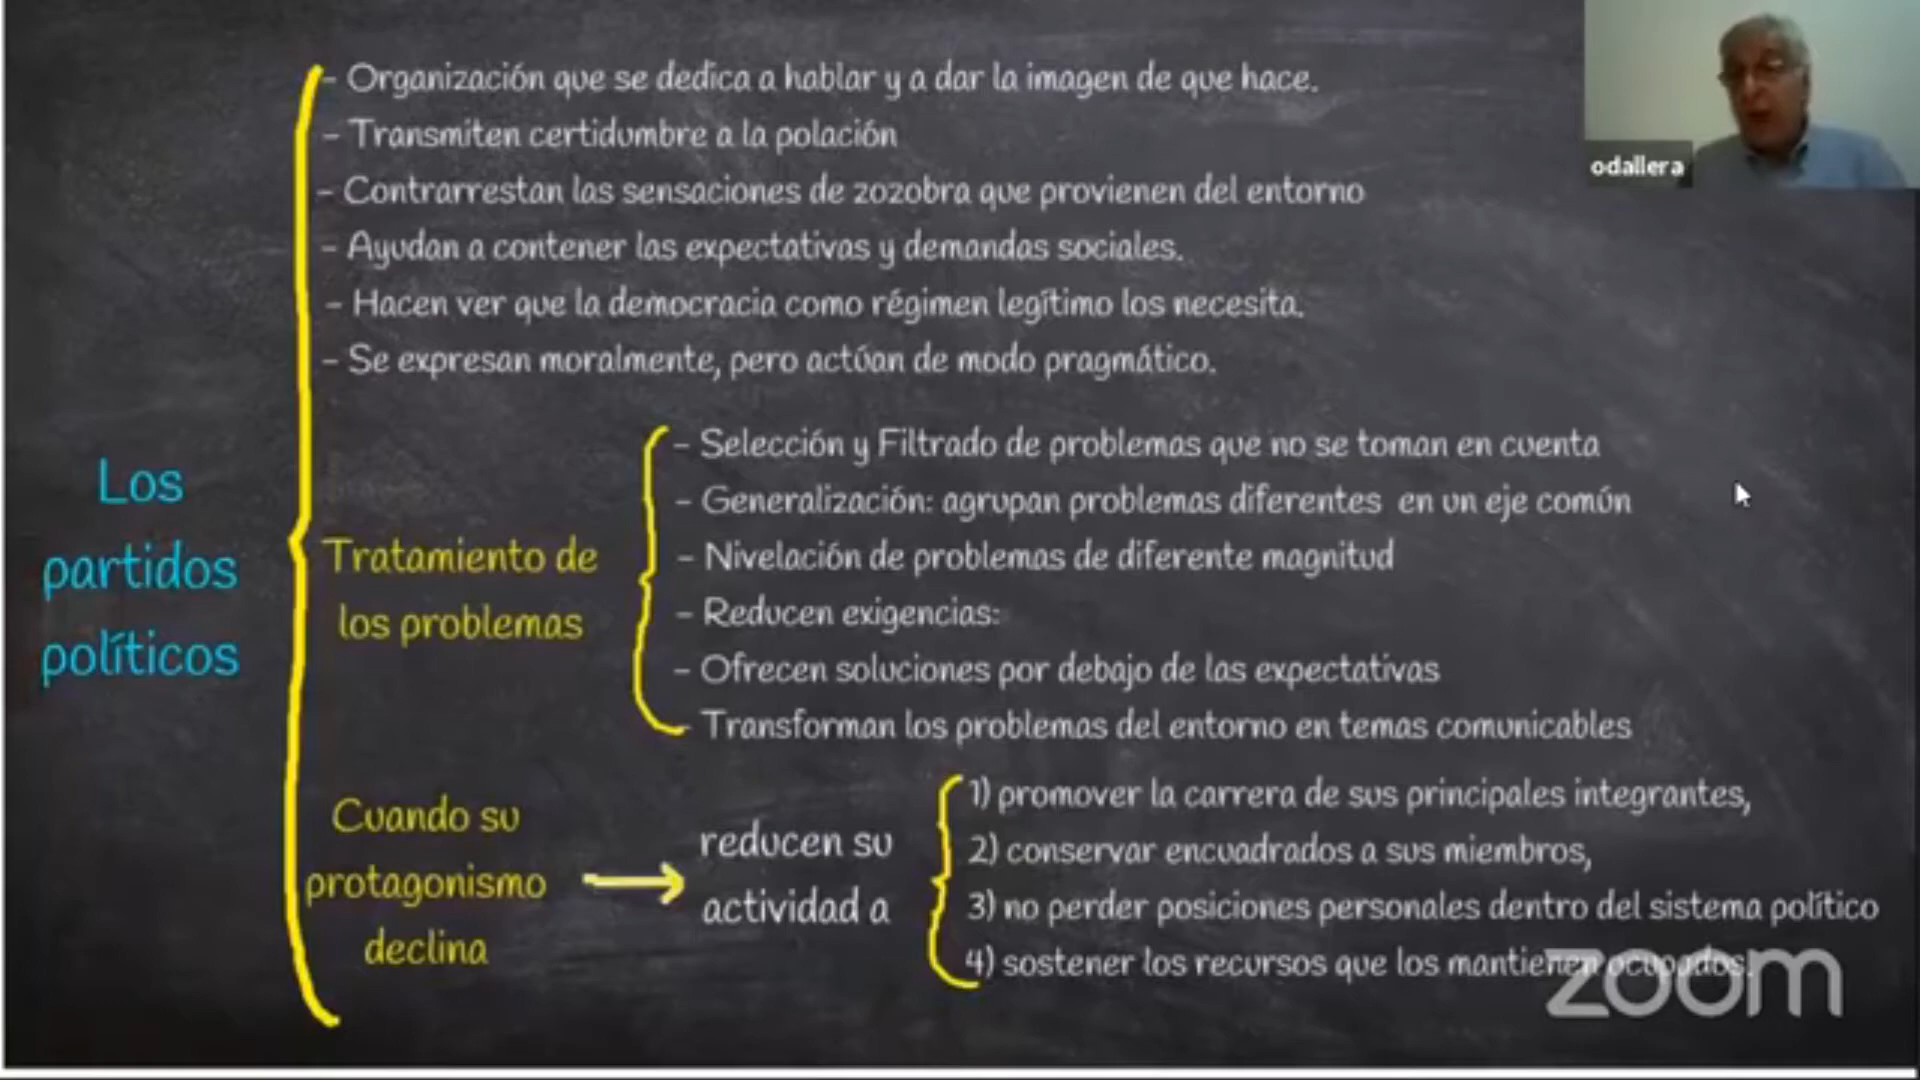 - Organización que se dedica a hablar y a dar la imagen de que hace.
- Transmiten certidumbre a la polación
- Contrarrestan las sensaciones de zozobra que provienen del entorno
- Ayudan a contener las expectativas y demandas sociales.
- Hacen ver que la democracia como régimen legítimo los necesita.
- Se expresan moralmente, pero actúan de modo pragmático.
Los
partidos
políticos
Tratamiento de
los problemas
- Selección y Filtrado de problemas que no se toman en cuenta
- Generalización: agrupan problemas diferentes en un eje común
- Nivelación de problemas de diferente magnitud
- Reducen exigencias:
- Ofrecen soluciones por debajo de las expectativas
- Transforman los problemas del entorno en temas comunicables
Cuando su
protagonismo
declina
reducen su
actividad a
1) promover la carrera de sus principales integrantes,
2) conservar encuadrados a sus miembros,
3) no perder posiciones personales dentro del sistema político
4) sostener los recursos que los mantienen ocupados.
odallera
zoom